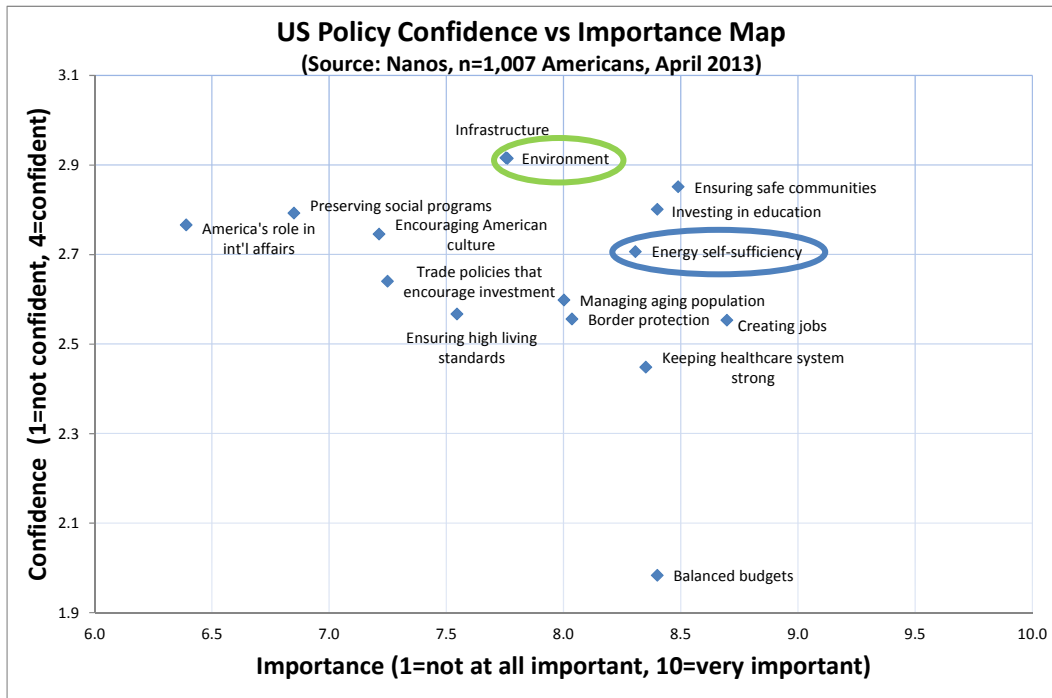 US Policy Confidence vs Importance Map
(Source: Nanos, n=1,007 Americans, April 2013)
Confidence (1=not confident, 4=confident)
3.1
2.9
2.7
2.5
2.3
2.1
1.9
Infrastructure
Environment
Ensuring safe communities
Preserving social programs
Investing in education
America's role in
int'l affairs
Encouraging American
culture
Energy self-sufficiency
Trade policies that
encourage investment
Managing aging population
Border protection
Creating jobs
Ensuring high living
standards
Keeping healthcare system
strong
Balanced budgets
6.0 6.5 7.0 7.5 8.0 8.5 9.0 9.5 10.0
Importance (1=not at all important, 10=very important)